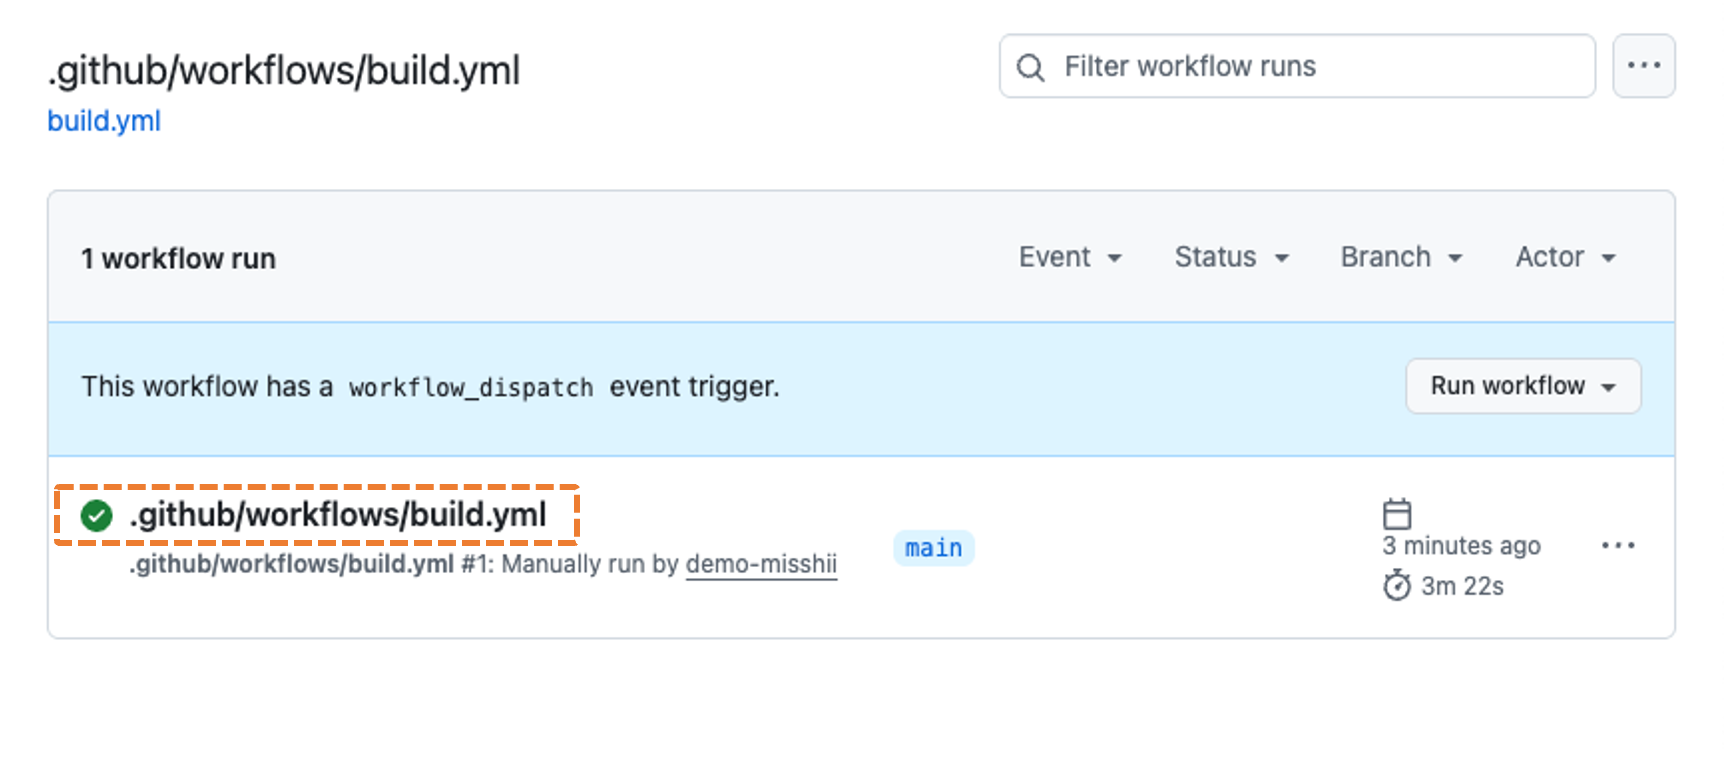 .github/workflows/build.yml
Filter workflow runs
build.yml
1 workflow run
Event
Status
Branch
Actor
This workflow has a workflow_dispatch event trigger.
Run workflow
.github/workflows/build.yml
.github/workflows/build.yml #1: Manually run by demo-misshii
main
3 minutes ago
3m 22s